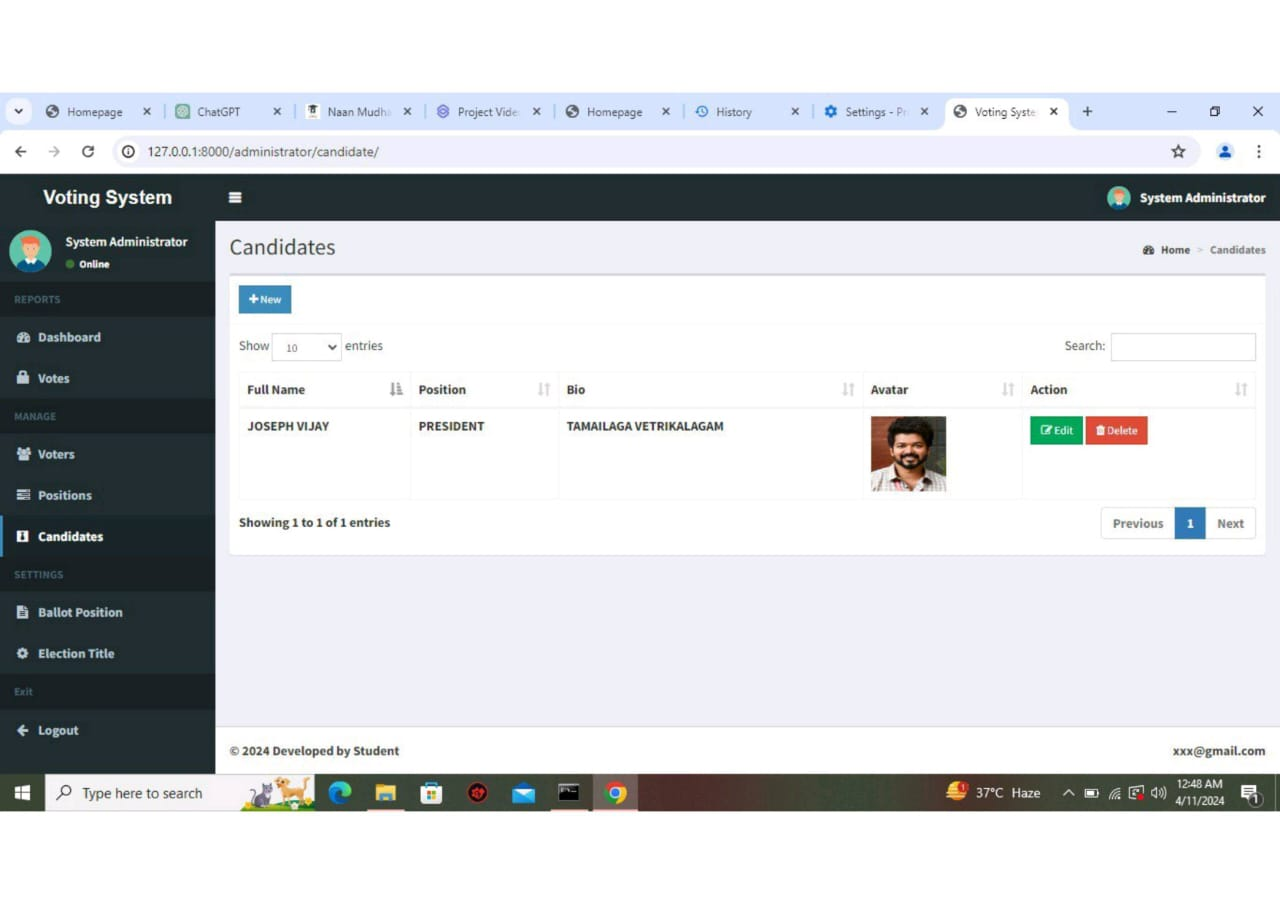 Homepage
ChatGPT
Naan Mudha
Project Video
Homepage
History
Settings - Pr
Voting Syste
127.0.0.1:8000/administrator/candidate/
Voting System
System Administrator
System Administrator
Online
Candidates
Home > Candidates
REPORTS
Dashboard
Votes
MANAGE
Voters
Positions
Candidates
SETTINGS
Ballot Position
Election Title
Exit
Logout
New
Show 10 entries
Search:
Full Name Position Bio Avatar Action
JOSEPH VIJAY PRESIDENT TAMAILAGA VETRIKALAGAM Edit Delete
Showing 1 to 1 of 1 entries
Previous 1 Next
© 2024 Developed by Student
xxx@gmail.com
Type here to search
37°C Haze
12:48 AM
4/11/2024
1